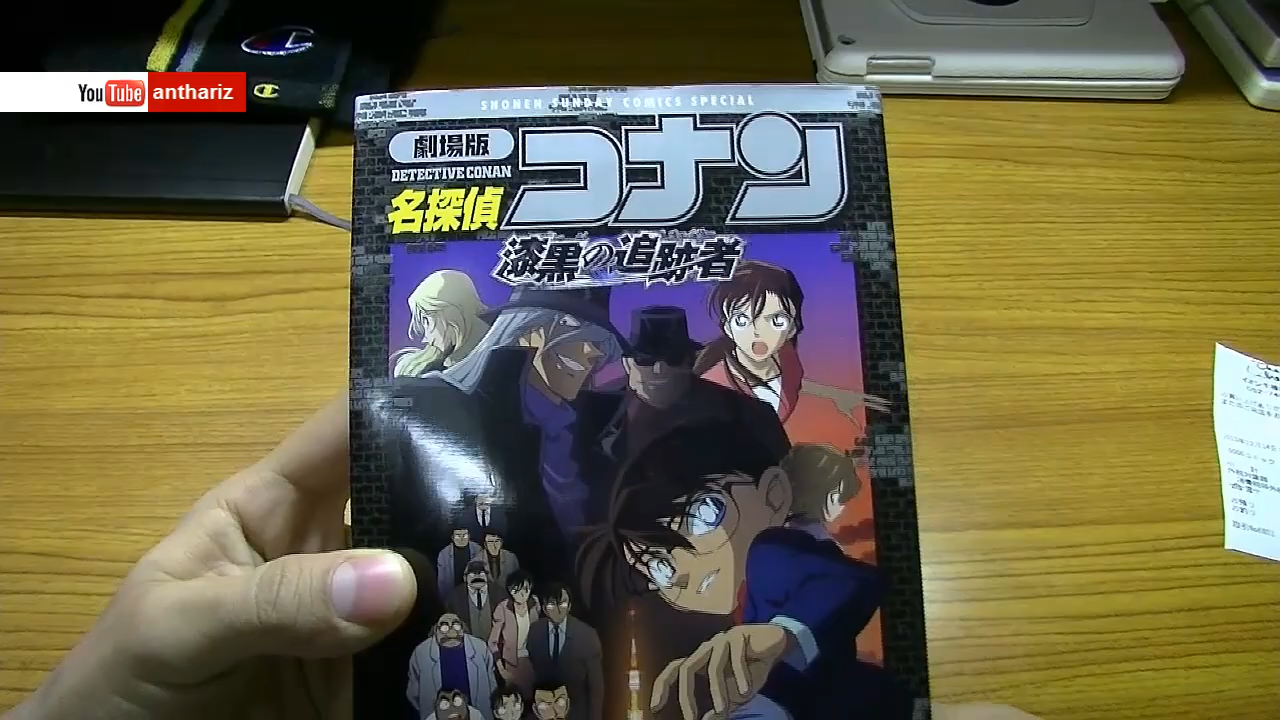 YouTube anthariz
SHONEN SUNDAY COMICS SPECIAL
劇場版
DETECTIVE CONAN
名探偵
コナン
漆黒の追跡者